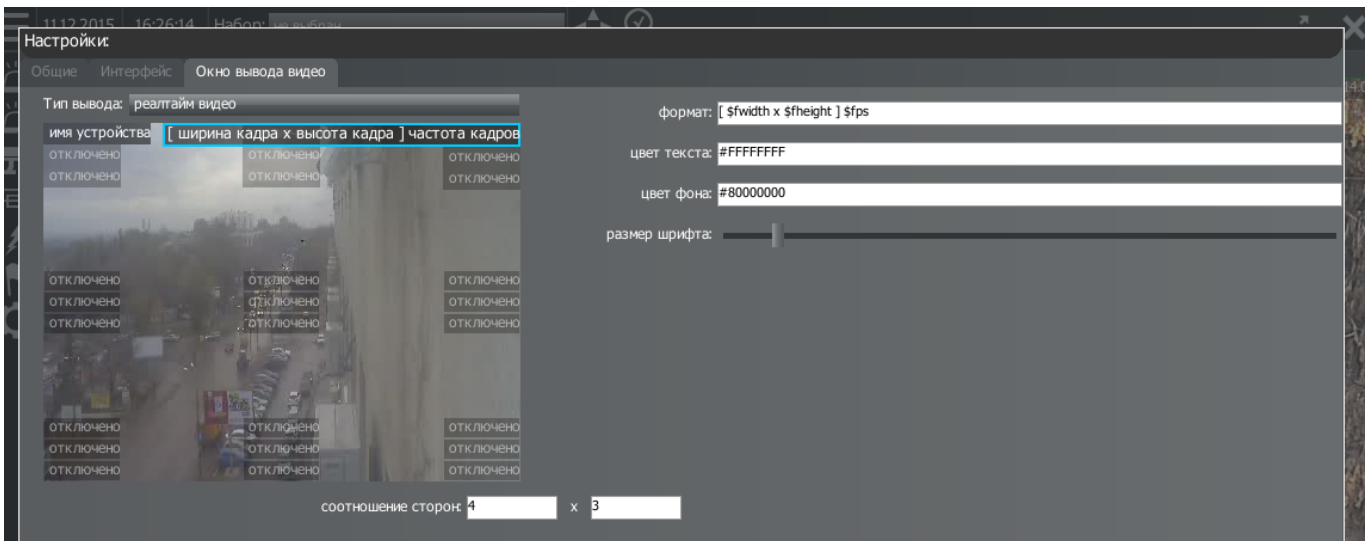 11.12.2015 16:26:14 Набор: не выбран
Настройки:
Общие Интерфейс Окно вывода видео
Тип вывода: реалтайм видео
имя устройства [ ширина кадра x высота кадра ] частота кадров
отключено отключено отключено
отключено отключено отключено
отключено отключено отключено
отключено отключено отключено
отключено отключено отключено
отключено отключено отключено
отключено отключено отключено
отключено отключено отключено
соотношение сторон: 4 x 3
формат: [ $fwidth x $fheight ] $fps
цвет текста: #FFFFFFFF
цвет фона: #80000000
размер шрифта: